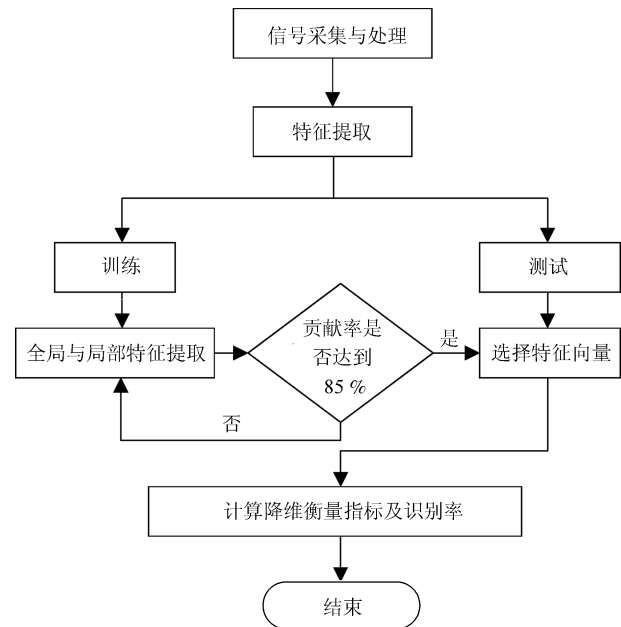 信号采集与处理
特征提取
训练
测试
全局与局部特征提取
贡献率是
否达到
85 %
是
选择特征向量
否
计算降维衡量指标及识别率
结束